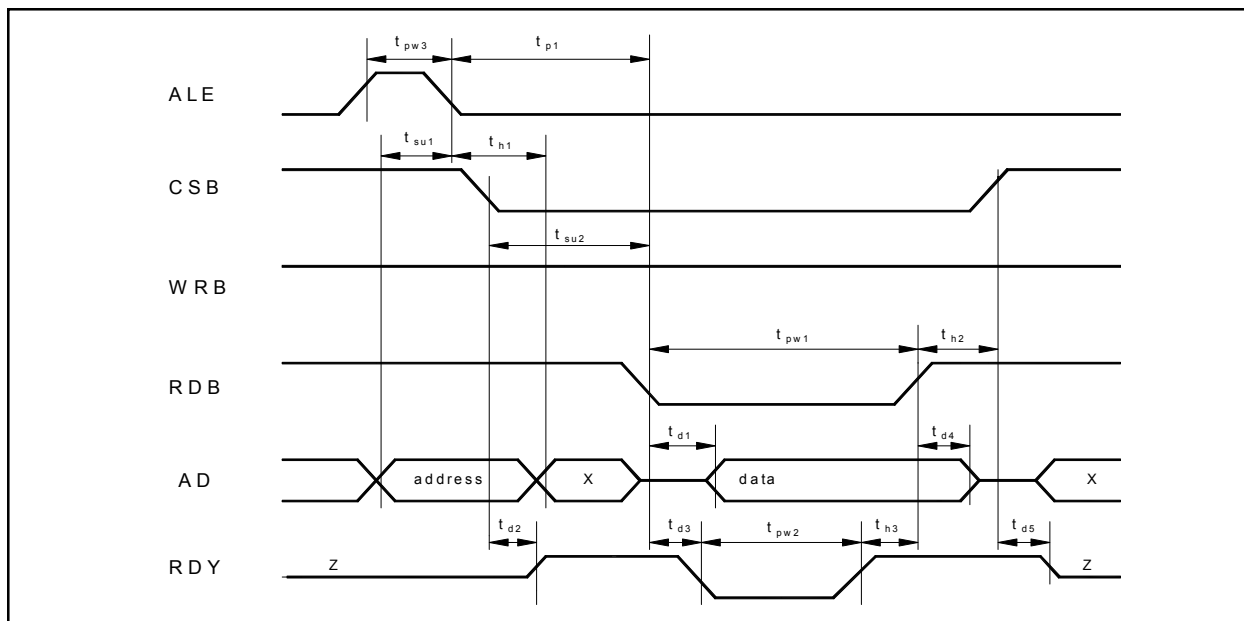 t pw3 t p1
ALE
t su1 t h1
CSB
t su2
WRB
t pw1 t h2
RDB
t d1 t d4
AD address X data X
t d2 t d3 t pw2 t h3 t d5
RDY Z Z